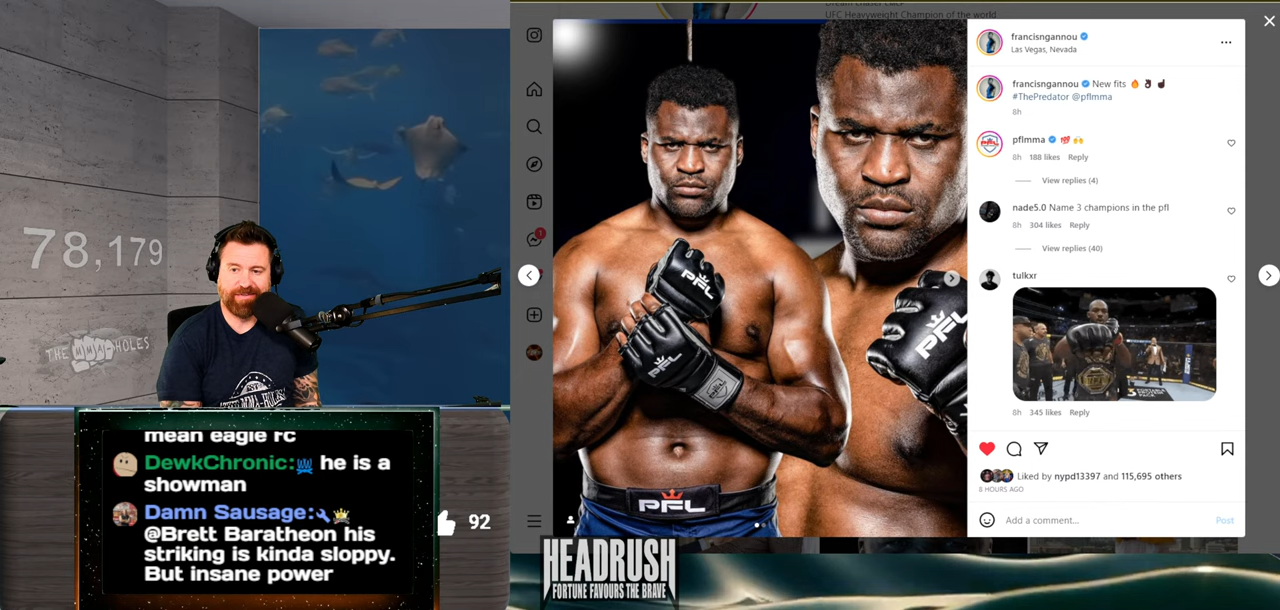 78,179
THE MMA HOLES
mean eagle fc
DewkChronic: he is a
showman
Damn Sausage:
@Brett Baratheon his
striking is kinda sloppy.
But insane power
92
UFC Heavyweight Champion of the world
PFL
PFL
PFL
PFL
HEADRUSH
FORTUNE FAVOURS THE BRAVE
francisngannou
Las Vegas, Nevada
francisngannou New fits
#ThePredator @pflmma
8h
pflmma
8h 188 likes Reply
View replies (4)
nade5.0 Name 3 champions in the pfl
8h 304 likes Reply
View replies (40)
tulkxr
8h 345 likes Reply
Liked by nypd13397 and 115,695 others
8 HOURS AGO
Add a comment...
Post